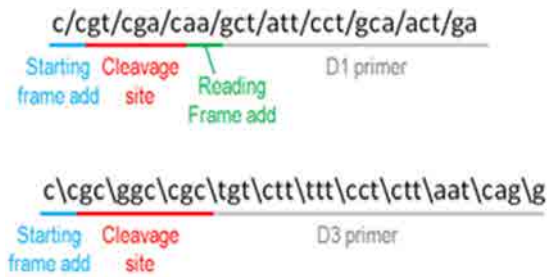 c/cgt/cga/caa/gct/att/cct/gca/act/ga
Starting Cleavage D1 primer
frame add site Reading
Frame add
c\cgc\ggc\cgc\tgt\ctt\ttt\cct\ctt\aat\cag\g
Starting Cleavage D3 primer
frame add site